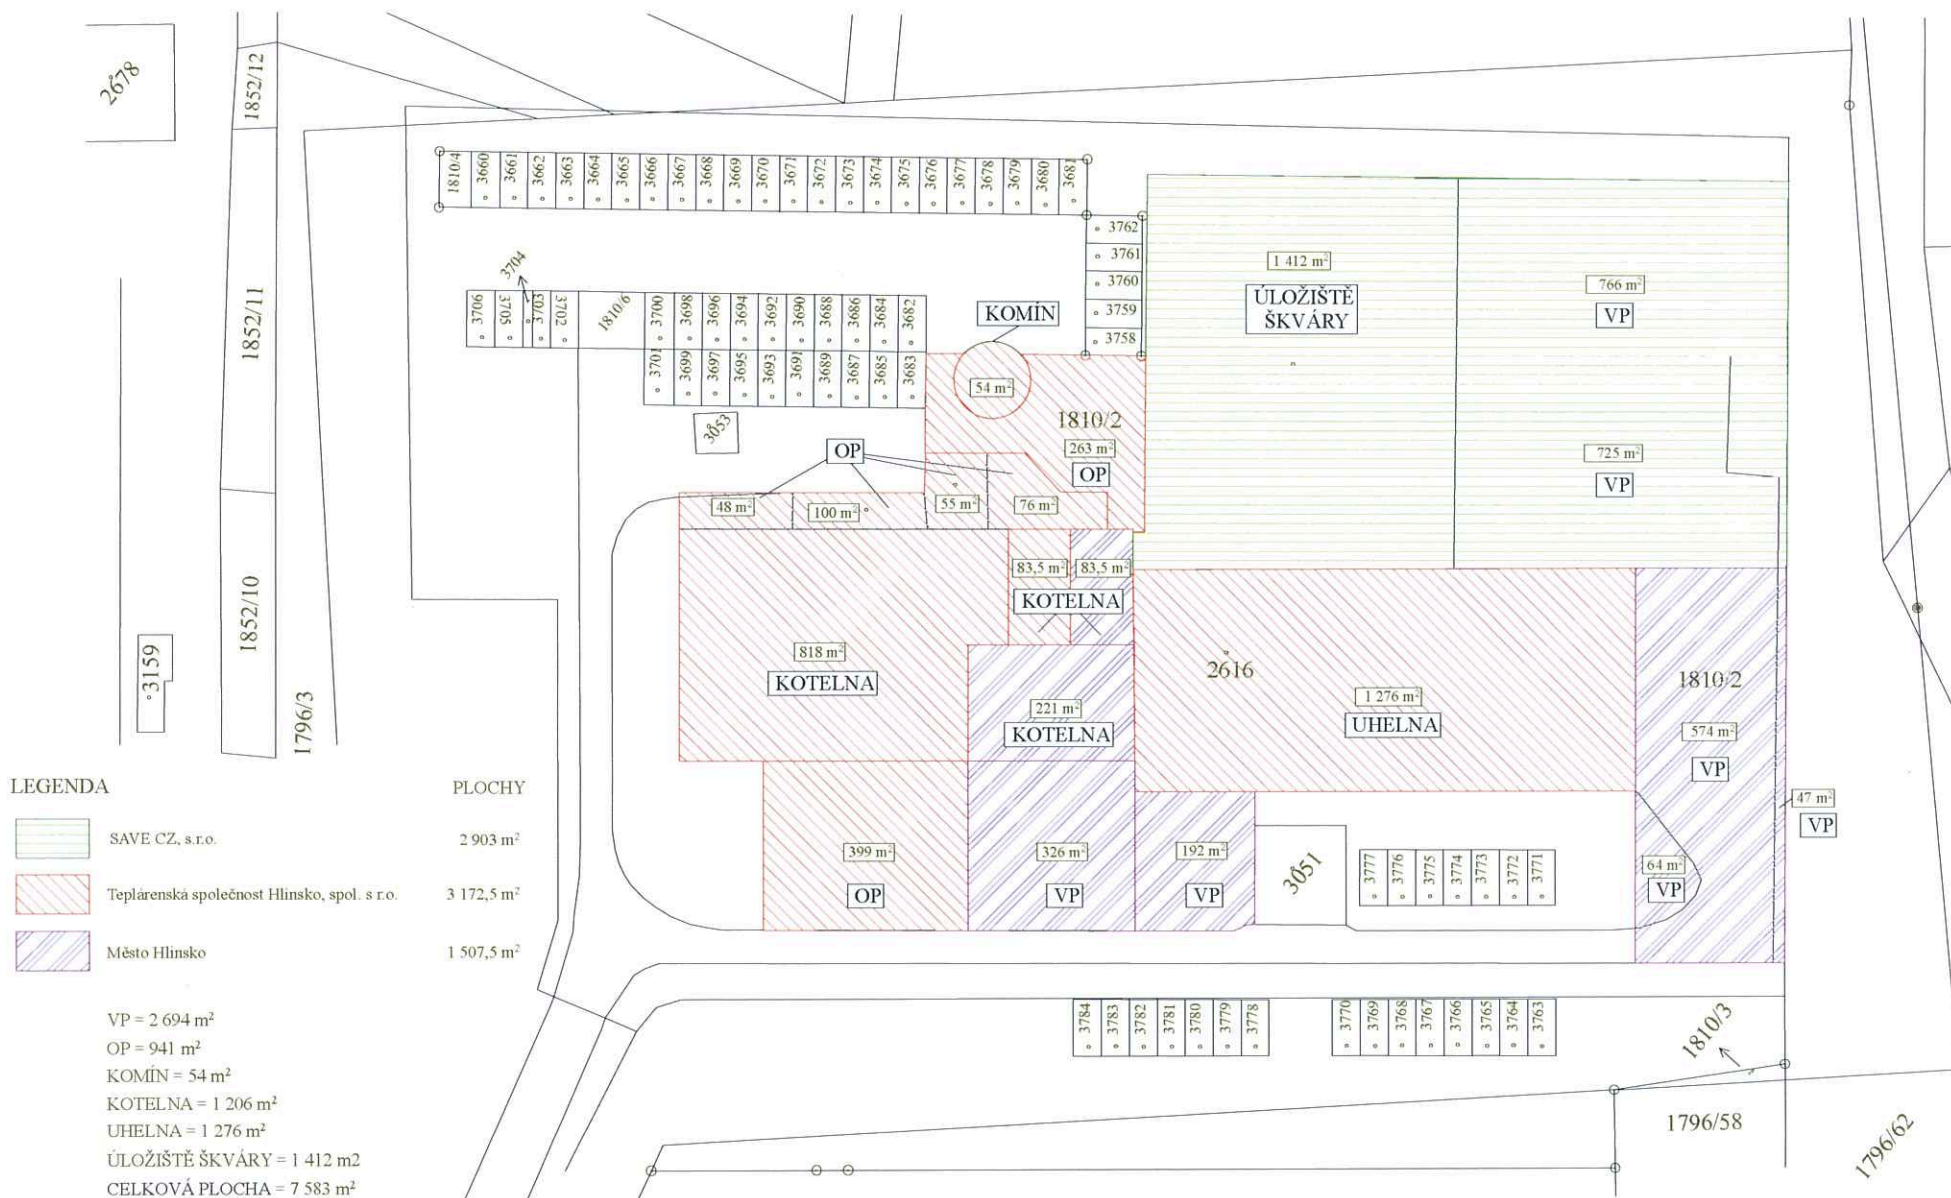 2678
1852/12
1852/11
1852/10
3159
1796/3
1810/4
3660
3661
3662
3663
3664
3665
3666
3667
3668
3669
3670
3671
3672
3673
3674
3675
3676
3677
3678
3679
3680
3681
3762
3761
3760
3759
3758
3704
3706
3705
3703
3702
1810/6
3700
3698
3696
3694
3692
3690
3688
3686
3684
3682
3701
3699
3697
3695
3693
3691
3689
3687
3685
3683
3053
KOMÍN
54 m²
1810/2
263 m²
OP
OP
48 m²
100 m²
55 m²
76 m²
1 412 m²
ÚLOŽIŠTĚ
ŠKVÁRY
766 m²
VP
725 m²
VP
83,5 m²
83,5 m²
KOTELNA
818 m²
KOTELNA
221 m²
KOTELNA
2616
1 276 m²
UHELNA
1810/2
574 m²
VP
47 m²
VP
399 m²
OP
326 m²
VP
192 m²
VP
3051
3777
3776
3775
3774
3773
3772
3771
64 m²
VP
3784
3783
3782
3781
3780
3779
3778
3770
3769
3768
3767
3766
3765
3764
3763
1810/3
1796/58
1796/62
LEGENDA PLOCHY
SAVE CZ, s.r.o. 2 903 m²
Teplárenská společnost Hlinsko, spol. s r.o. 3 172,5 m²
Město Hlinsko 1 507,5 m²
VP = 2 694 m²
OP = 941 m²
KOMÍN = 54 m²
KOTELNA = 1 206 m²
UHELNA = 1 276 m²
ÚLOŽIŠTĚ ŠKVÁRY = 1 412 m2
CELKOVÁ PLOCHA = 7 583 m²